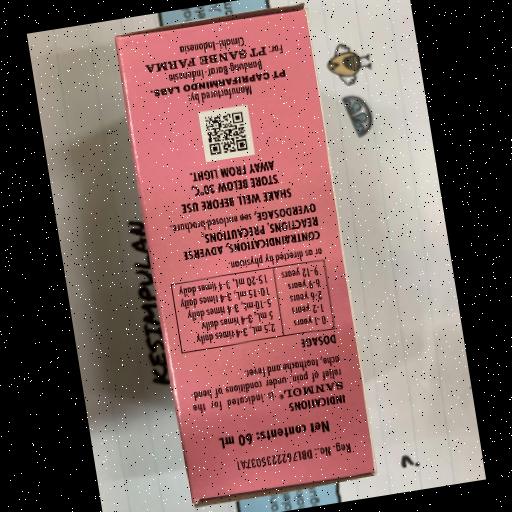 Reg. No.: DBL7622235037A1
Net contents: 60 mL
INDICATIONS
SANMOL® is indicated for the
relief of pain, under conditions of head-
ache, toothache and fever.
DOSAGE
0-1 years 2.5 mL, 3-4 times daily
1-2 years 5 mL, 3-4 times daily
2-6 years 5-10 mL, 3-4 times daily
6-9 years 10-15 mL, 3-4 times daily
9-12 years 15-20 mL, 3-4 times daily
or as directed by physician
CONTRAINDICATIONS, ADVERSE
REACTIONS, PRECAUTIONS,
OVERDOSAGE, see enclosed brochure
SHAKE WELL BEFORE USE
STORE BELOW 30°C
AWAY FROM LIGHT.
Manufactured by:
PT CAPRIFARMINDO LABS.
Bandung Barat-Indonesia
For: PT SANBE FARMA
Cimahi-Indonesia
KESIMPULAN